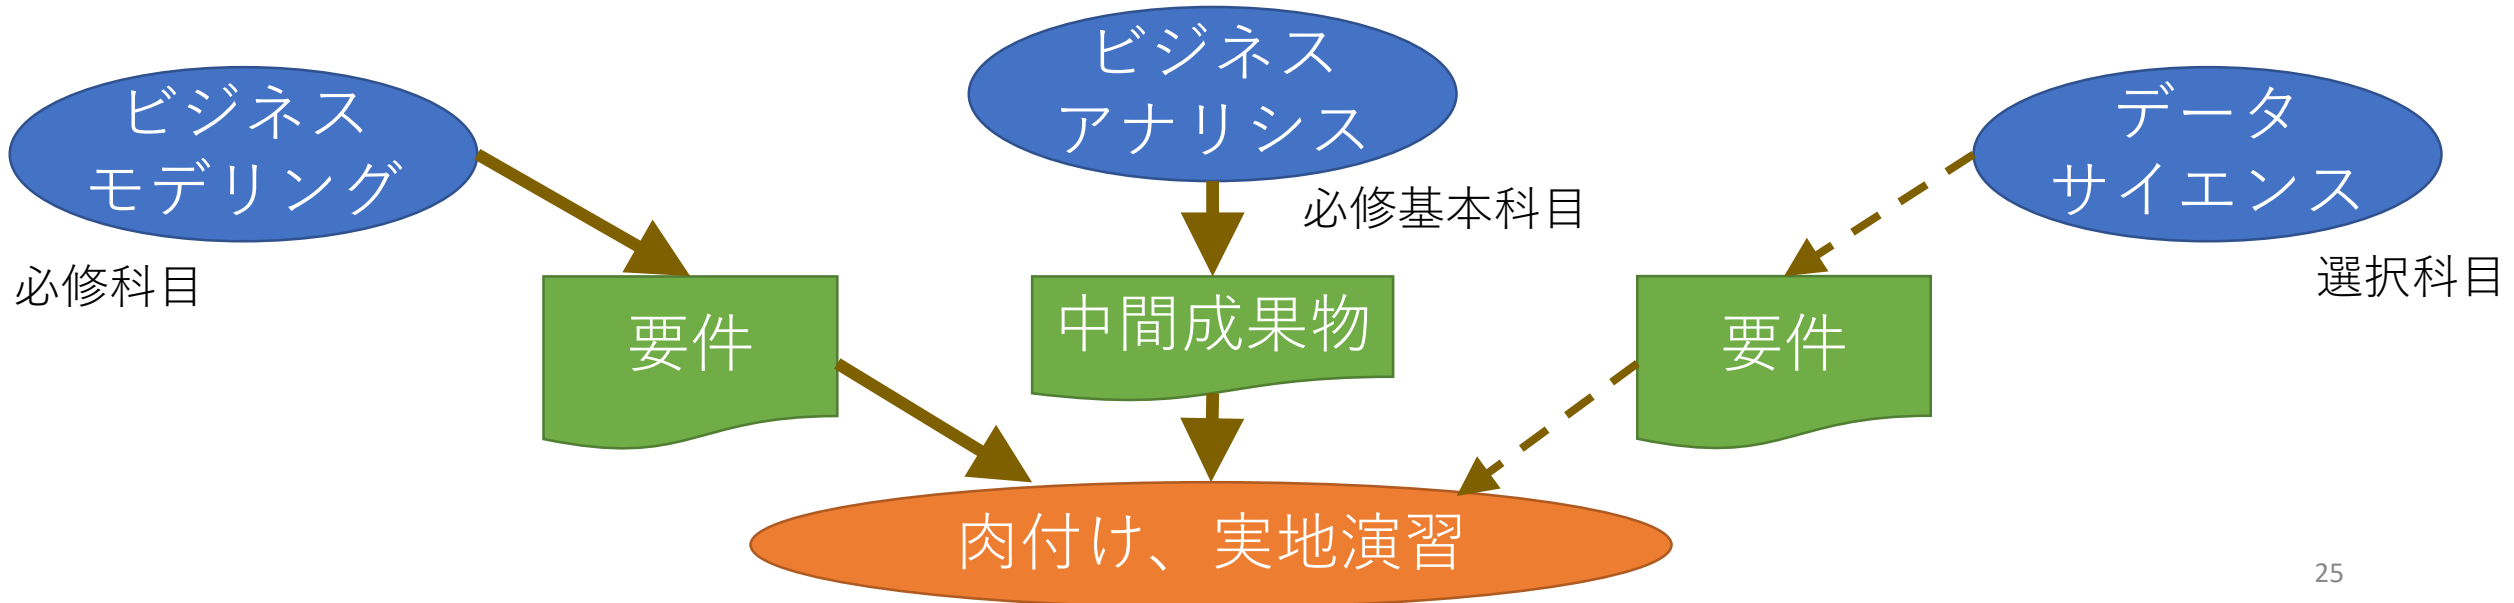 ビジネス
モデリング
必修科目
ビジネス
アナリシス
必修基本科目
データ
サイエンス
選択科目
要件
中間成果物
要件
肉付け、実地演習
25